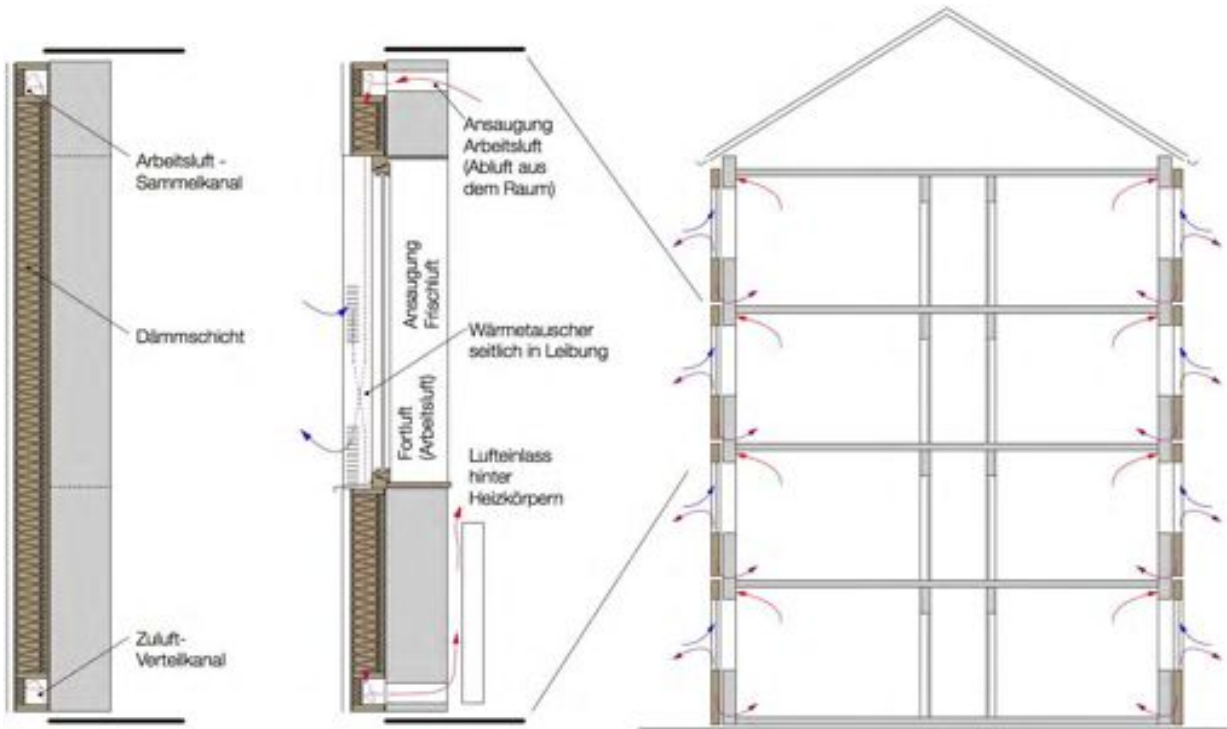 Arbeitsluft -
Sammelkanal
Dämmschicht
Zuluft-
Verteilkanal
Ansaugung
Arbeitsluft
(Abluft aus
dem Raum)
Ansaugung
Frischluft
Wärmetauscher
seitlich in Leibung
Fortluft
(Arbeitsluft)
Lufteinlass
hinter
Heizkörpern